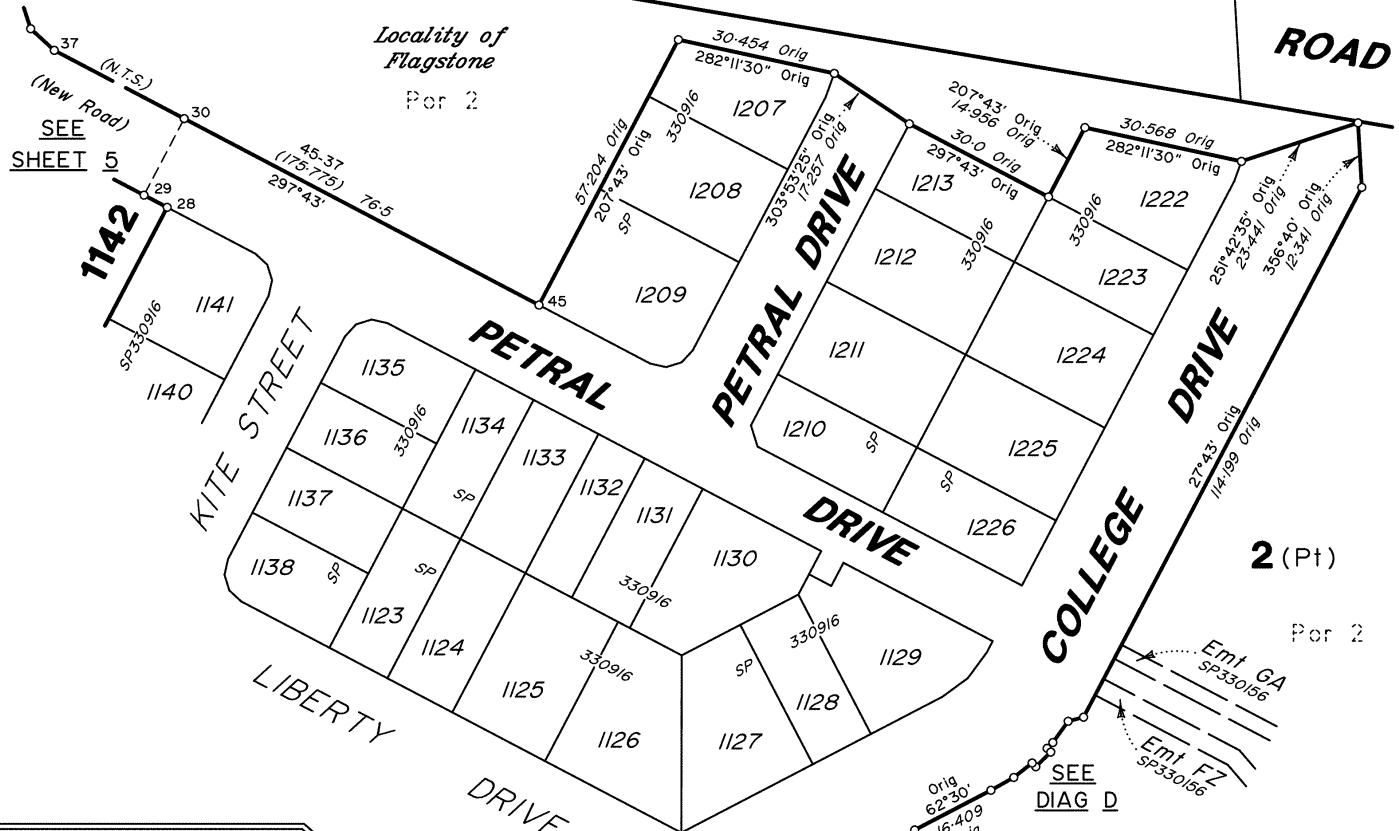 37
(N.T.S.)
(New Road)
SEE
SHEET 5
30
29
28
Locality of
Flagstone
Por 2
45-37
(175·775)
297°43'
76·5
45
57·204 Orig
207°43' Orig
30·454 Orig
282°11'30" Orig
330916
1207
1208
SP
1209
303°53'25" Orig
17·257 Orig
PETRAL DRIVE
207°43' Orig
14·956 Orig
30·0 Orig
297°43' Orig
30·568 Orig
282°11'30" Orig
ROAD
1213
1212
330916
1211
1210
SP
1222
330916
1223
1224
1225
SP
1226
251°42'35" Orig
23·441 Orig
356°40' Orig
12·341 Orig
COLLEGE DRIVE
27°43' Orig
114·199 Orig
1142
1141
SP330916
1140
KITE STREET
PETRAL
DRIVE
1135
1136
330916
1137
1138
SP
1134
SP
1133
1132
1131
1130
330916
SP
1123
1124
1125
330916
1126
SP
1127
1128
330916
1129
LIBERTY
DRIVE
2 (Pt)
Por 2
Emt GA
SP330156
Emt FZ
SP330156
SEE
DIAG D
Orig
62°30'
16·409